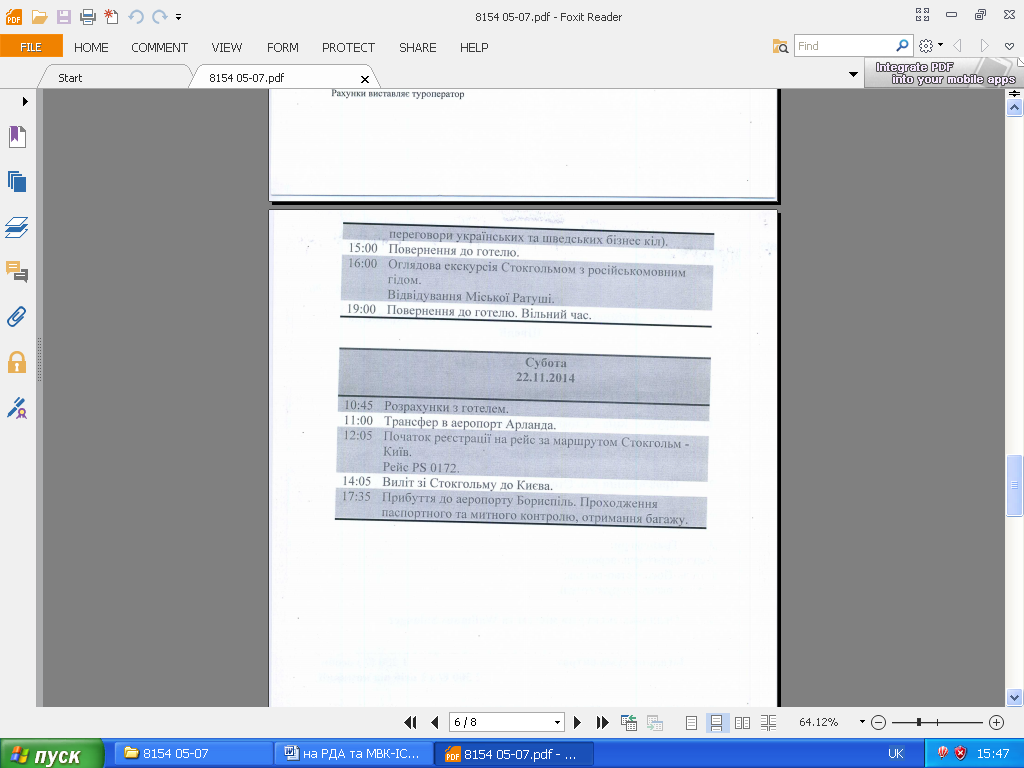 8154 05-07.pdf - Foxit Reader
FILE HOME COMMENT VIEW FORM PROTECT SHARE HELP
Find
Start 8154 05-07.pdf
Integrate PDF
into your mobile apps
Рахунки виставляє туроператор
переговори українських та шведських бізнес кіл).
15:00 Повернення до готелю.
16:00 Оглядова екскурсія Стокгольмом з російськомовним
гідом.
Відвідування Міської Ратуші.
19:00 Повернення до готелю. Вільний час.
Субота
22.11.2014
10:45 Розрахунки з готелем.
11:00 Трансфер в аеропорт Арланда.
12:05 Початок реєстрації на рейс за маршрутом Стокгольм -
Київ.
Рейс PS 0172.
14:05 Виліт зі Стокгольму до Києва.
17:35 Прибуття до аеропорту Бориспіль. Проходження
паспортного та митного контролю, отримання багажу.
6 / 8
64.12%
пуск
8154 05-07
на РДА та МВК-ІС...
8154 05-07.pdf - ...
UK
15:47